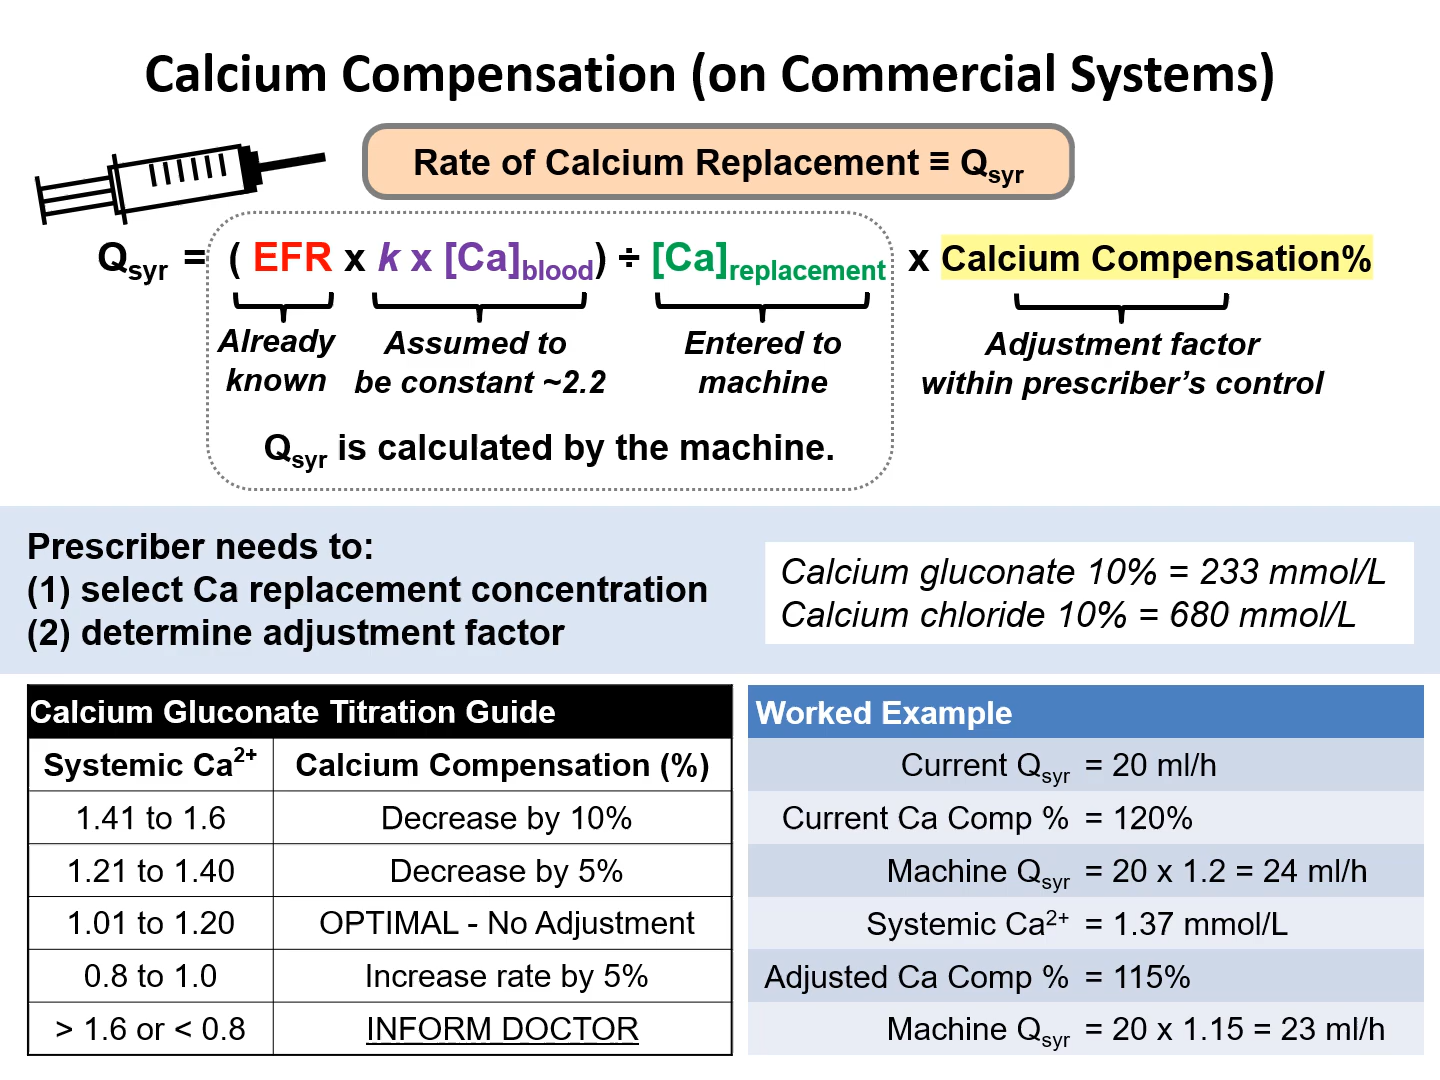 Calcium Compensation (on Commercial Systems)
Rate of Calcium Replacement ≡ Qsyr
Qsyr = ( EFR x k x [Ca]blood) ÷ [Ca]replacement x Calcium Compensation%
Already known
Assumed to be constant ~2.2
Entered to machine
Adjustment factor within prescriber's control
Qsyr is calculated by the machine.
Prescriber needs to:
(1) select Ca replacement concentration
(2) determine adjustment factor
Calcium gluconate 10% = 233 mmol/L
Calcium chloride 10% = 680 mmol/L
Calcium Gluconate Titration Guide
Systemic Ca2+ Calcium Compensation (%)
1.41 to 1.6 Decrease by 10%
1.21 to 1.40 Decrease by 5%
1.01 to 1.20 OPTIMAL - No Adjustment
0.8 to 1.0 Increase rate by 5%
> 1.6 or < 0.8 INFORM DOCTOR
Worked Example
Current Qsyr = 20 ml/h
Current Ca Comp % = 120%
Machine Qsyr = 20 x 1.2 = 24 ml/h
Systemic Ca2+ = 1.37 mmol/L
Adjusted Ca Comp % = 115%
Machine Qsyr = 20 x 1.15 = 23 ml/h